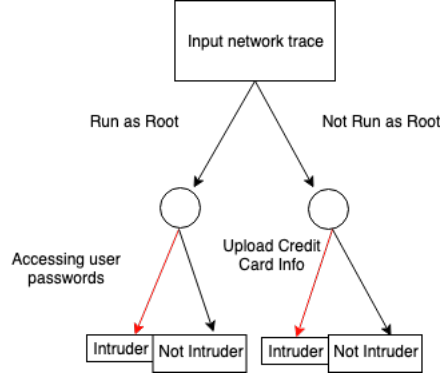 Input network trace
Run as Root
Not Run as Root
Accessing user
passwords
Upload Credit
Card Info
Intruder
Not Intruder
Intruder
Not Intruder